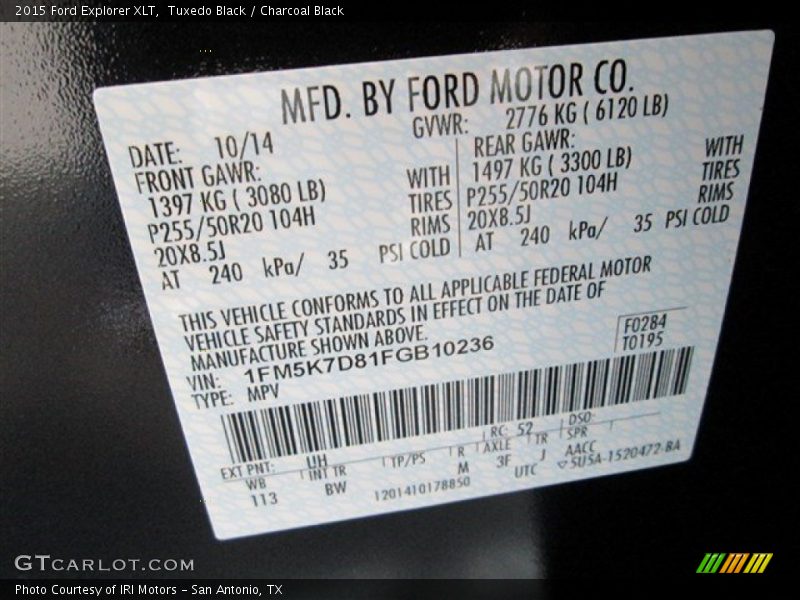 2015 Ford Explorer XLT,  Tuxedo Black / Charcoal Black
MFD. BY FORD MOTOR CO.
DATE: 10/14 GVWR: 2776 KG ( 6120 LB)
FRONT GAWR: REAR GAWR:
1397 KG ( 3080 LB) WITH 1497 KG ( 3300 LB) WITH
P255/50R20 104H TIRES P255/50R20 104H TIRES
20X8.5J RIMS 20X8.5J RIMS
AT 240 kPa/ 35 PSI COLD AT 240 kPa/ 35 PSI COLD
THIS VEHICLE CONFORMS TO ALL APPLICABLE FEDERAL MOTOR
VEHICLE SAFETY STANDARDS IN EFFECT ON THE DATE OF
MANUFACTURE SHOWN ABOVE.
VIN: 1FM5K7D81FGB10236 F0284
TYPE: MPV T0195
EXT PNT: UH RC: 52 DSO:
WB INT TR TP/PS R AXLE TR SPR
113 BW M 3F J AACC
1201410178850 UTC 5U5A-1520472-BA
GTCARLOT.COM
Photo Courtesy of IRI Motors – San Antonio, TX